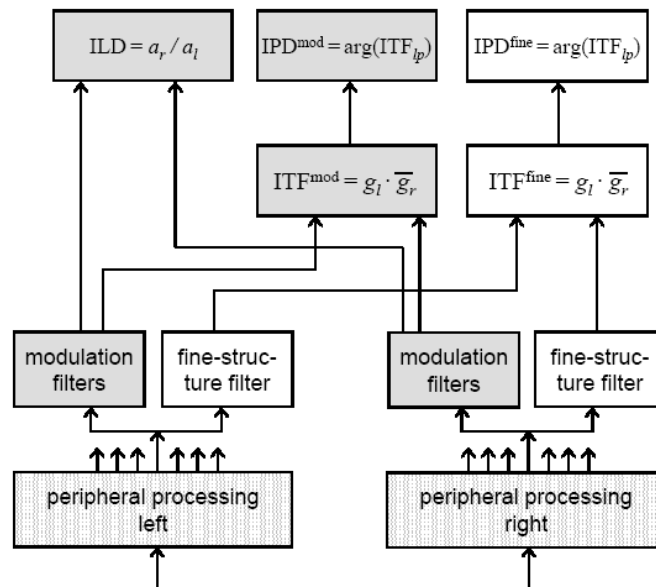 ILD = a_r / a_l
IPD^mod = arg(ITF_lp)
IPD^fine = arg(ITF_lp)
ITF^mod = g_l · g̅_r
ITF^fine = g_l · g̅_r
modulation
filters
fine-struc-
ture filter
modulation
filters
fine-struc-
ture filter
peripheral processing
left
peripheral processing
right